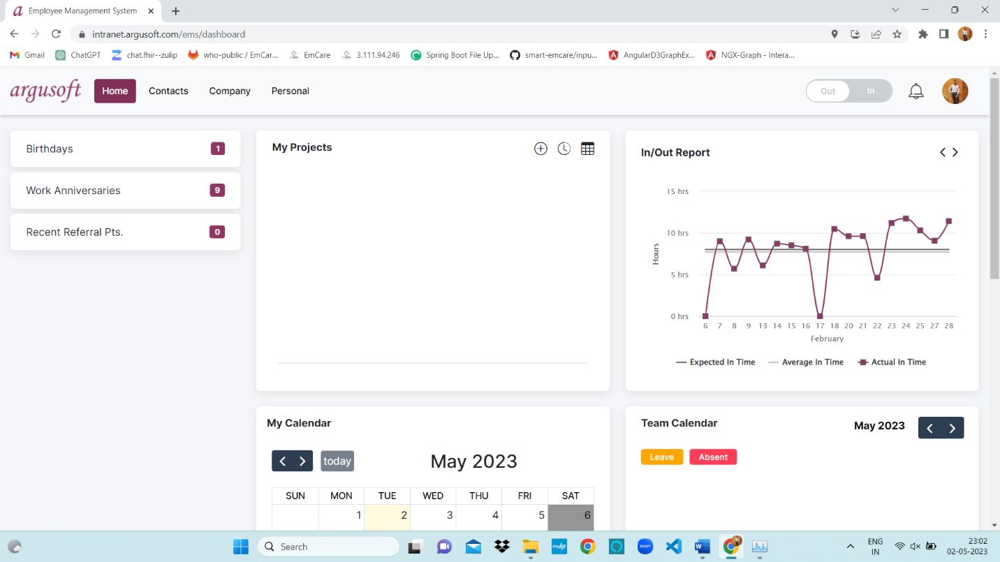 Employee Management System
intranet.argusoft.com/ems/dashboard
Gmail ChatGPT chat.fhir--zulip who-public / EmCar... EmCare 3.111.94.246 Spring Boot File Up... smart-emcare/inpu... AngularD3GraphEx... NGX-Graph - Intera...
argusoft Home Contacts Company Personal Out In
Birthdays 1
Work Anniversaries 9
Recent Referral Pts. 0
My Projects
In/Out Report
15 hrs
10 hrs
5 hrs
0 hrs
Hours
6 7 8 9 13 14 15 16 17 18 20 21 22 23 24 25 27 28
February
Expected In Time Average In Time Actual In Time
My Calendar
today May 2023
SUN MON TUE WED THU FRI SAT
1 2 3 4 5 6
Team Calendar May 2023
Leave Absent
Search
zoom
myhp
ENG
IN
23:02
02-05-2023